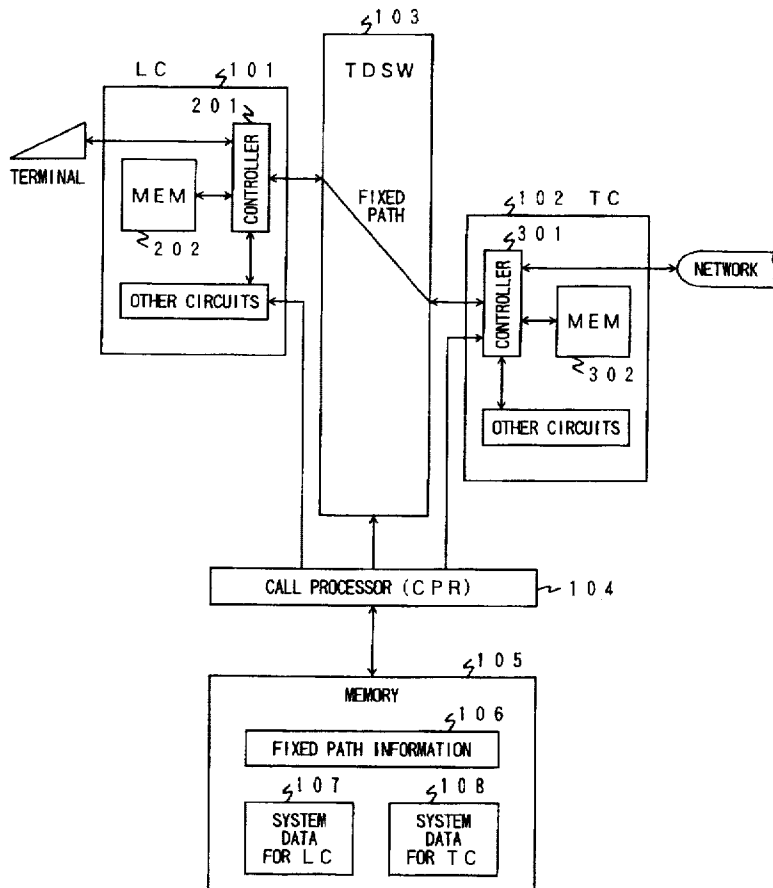 103
LC
101
TDSW
201
CONTROLLER
TERMINAL
MEM
202
FIXED
PATH
OTHER CIRCUITS
102 TC
301
CONTROLLER
NETWORK
MEM
302
OTHER CIRCUITS
CALL PROCESSOR (CPR)
104
105
MEMORY
106
FIXED PATH INFORMATION
107
SYSTEM
DATA
FOR LC
108
SYSTEM
DATA
FOR TC